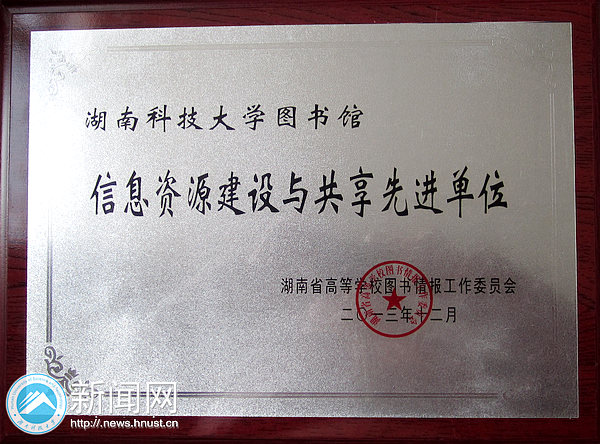 湖南科技大学图书馆
信息资源建设与共享先进单位
湖南省高等学校图书情报工作委员会
二〇一三年十二月
新闻网
http://news.hnust.cn